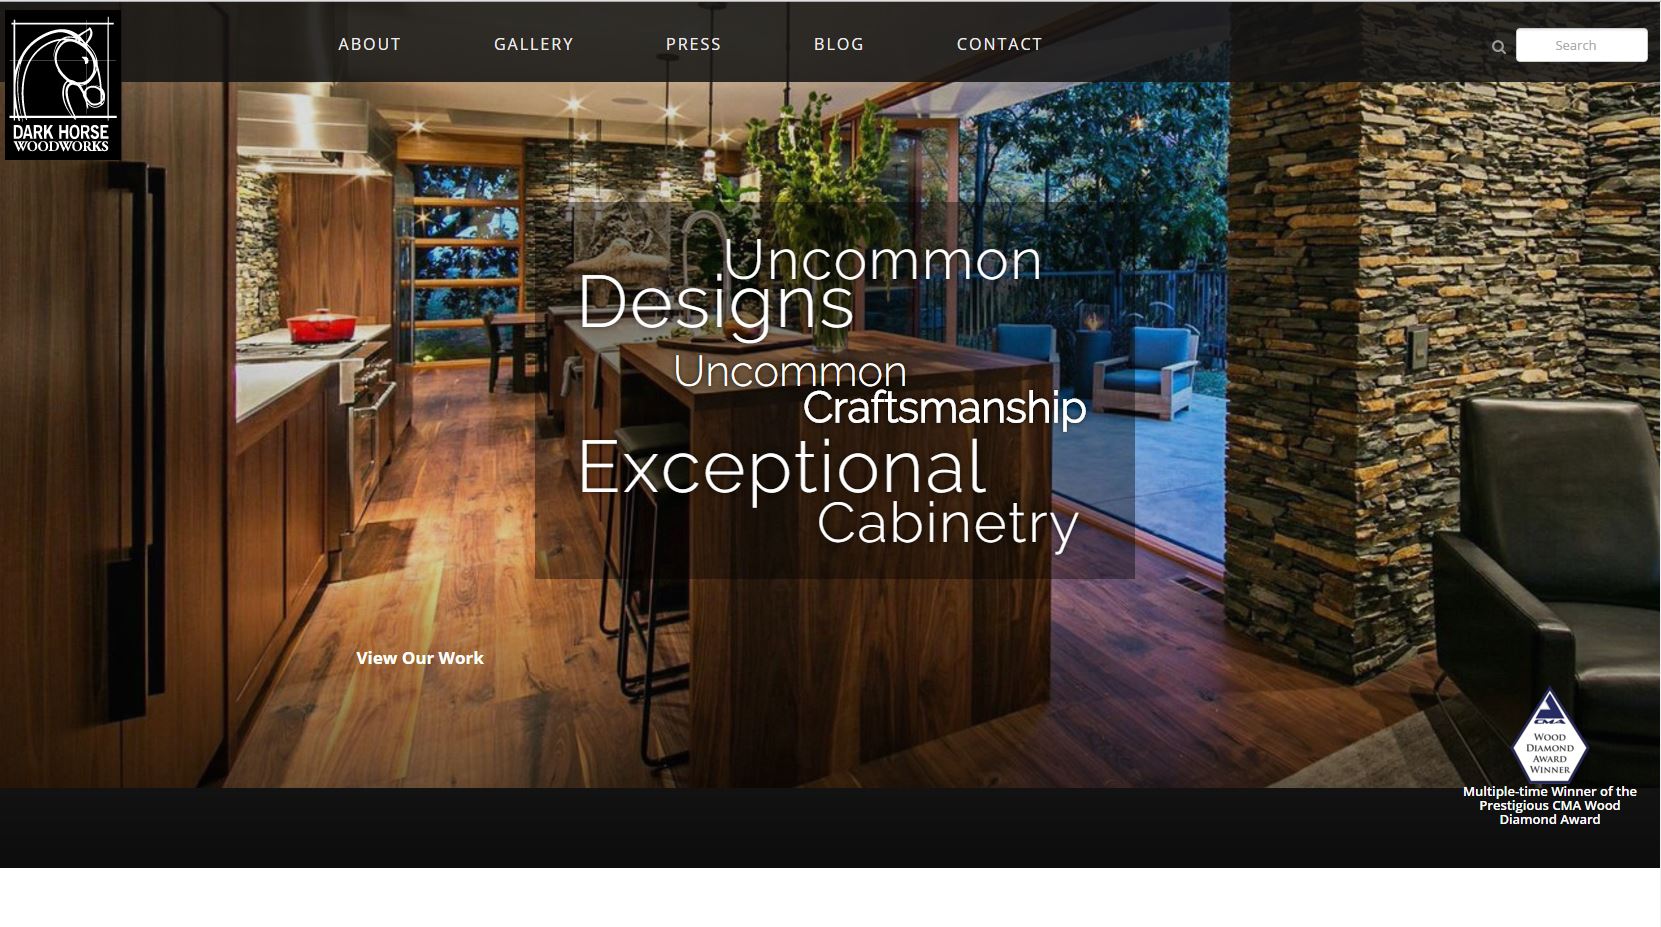 DARK HORSE
WOODWORKS
ABOUT
GALLERY
PRESS
BLOG
CONTACT
Search
Uncommon
Designs
Uncommon
Craftsmanship
Exceptional
Cabinetry
View Our Work
CMA
WOOD
DIAMOND
AWARD
WINNER
Multiple-time Winner of the
Prestigious CMA Wood
Diamond Award